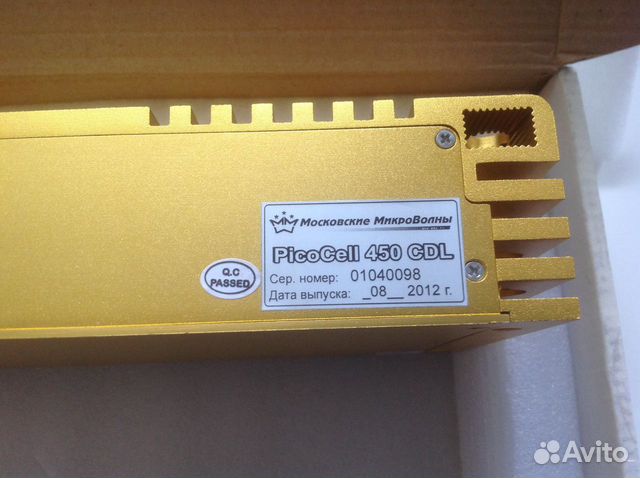 Московские МикроВолны
PicoCell 450 CDL
Сер. номер: 01040098
Дата выпуска: _08__ 2012 г.
Q.C
PASSED
Avito